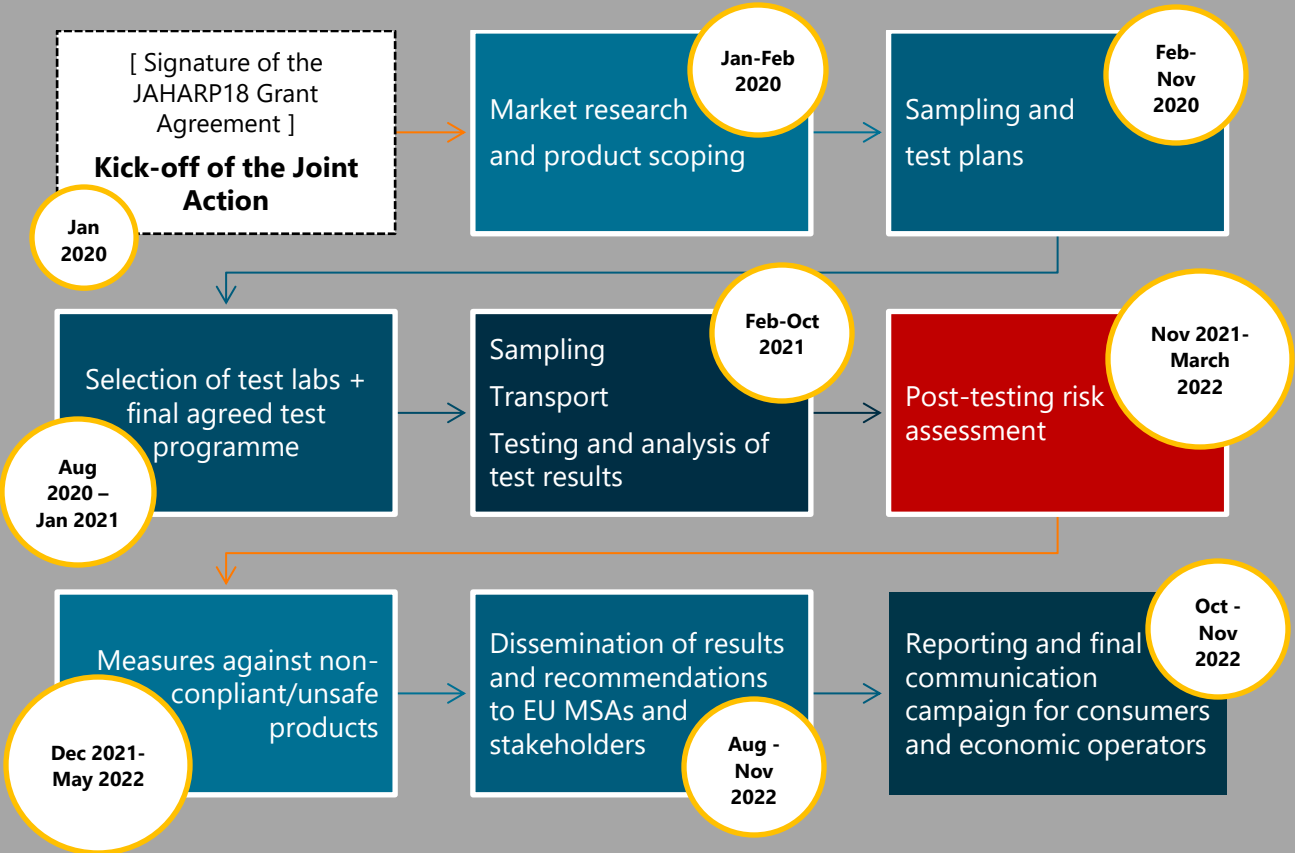 [ Signature of the
JAHARP18 Grant
Agreement ]
Kick-off of the Joint
Action
Jan
2020
Market research
and product scoping
Jan-Feb
2020
Sampling and
test plans
Feb-
Nov
2020
Selection of test labs +
final agreed test
programme
Aug
2020 –
Jan 2021
Sampling
Transport
Testing and analysis of
test results
Feb-Oct
2021
Post-testing risk
assessment
Nov 2021-
March
2022
Measures against non-
conpliant/unsafe
products
Dec 2021-
May 2022
Dissemination of results
and recommendations
to EU MSAs and
stakeholders
Aug -
Nov
2022
Reporting and final
communication
campaign for consumers
and economic operators
Oct -
Nov
2022